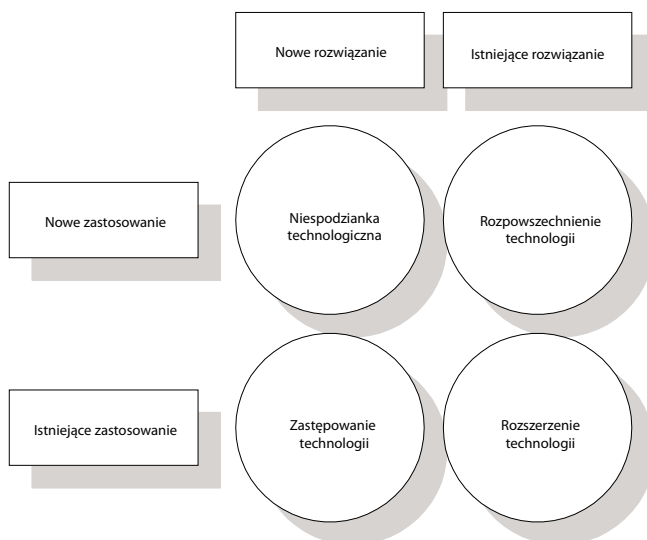 Nowe rozwiązanie
Istniejące rozwiązanie
Nowe zastosowanie
Niespodzianka
technologiczna
Rozpowszechnienie
technologii
Istniejące zastosowanie
Zastępowanie
technologii
Rozszerzenie
technologii